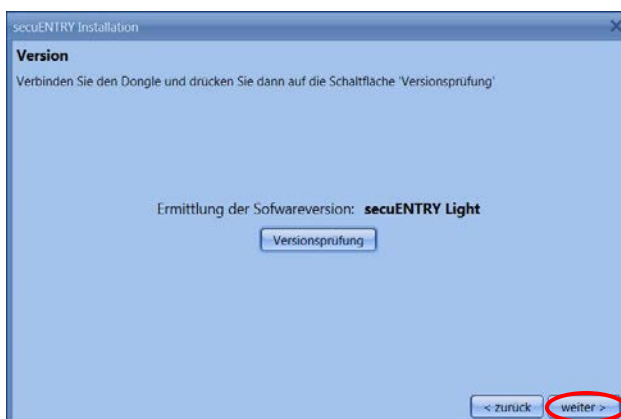 secuENTRY Installation
Version
Verbinden Sie den Dongle und drücken Sie dann auf die Schaltfläche 'Versionsprüfung'
Ermittlung der Sofwareversion: secuENTRY Light
Versionsprüfung
< zurück weiter >